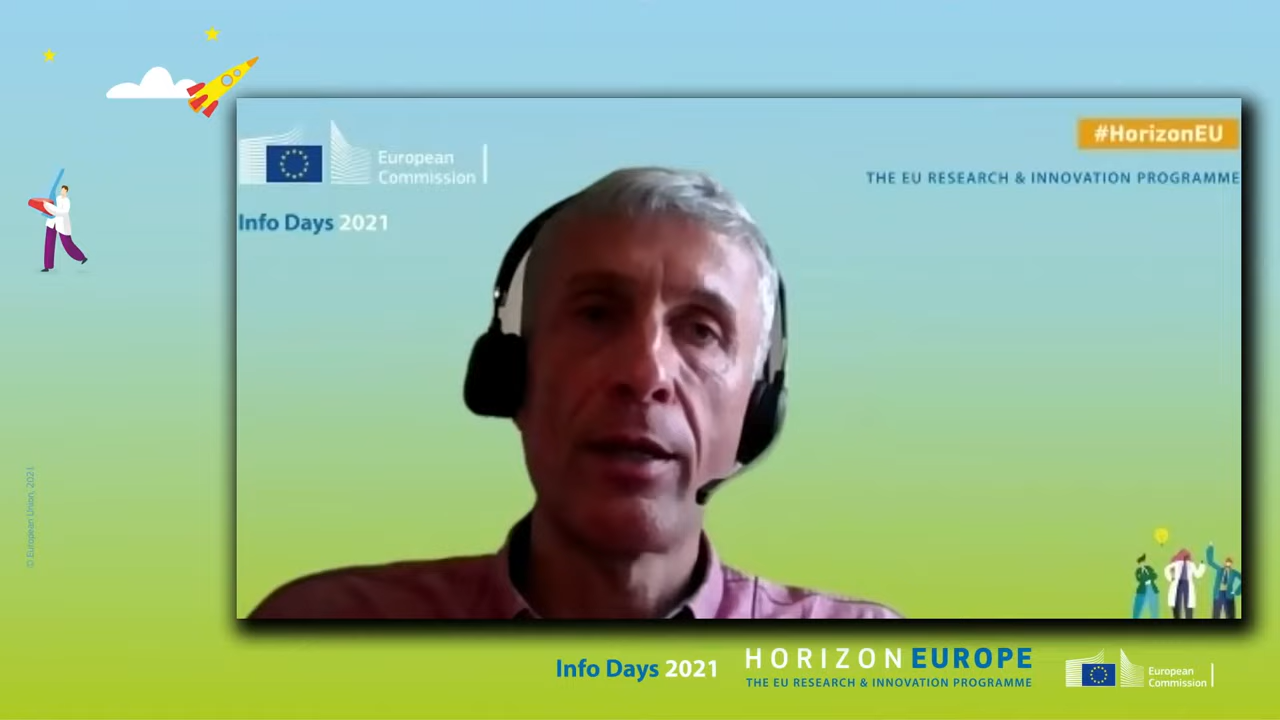 European
Commission
#HorizonEU
THE EU RESEARCH & INNOVATION PROGRAMME
Info Days 2021
© European Union, 2021
Info Days 2021
HORIZON EUROPE
THE EU RESEARCH & INNOVATION PROGRAMME
European
Commission